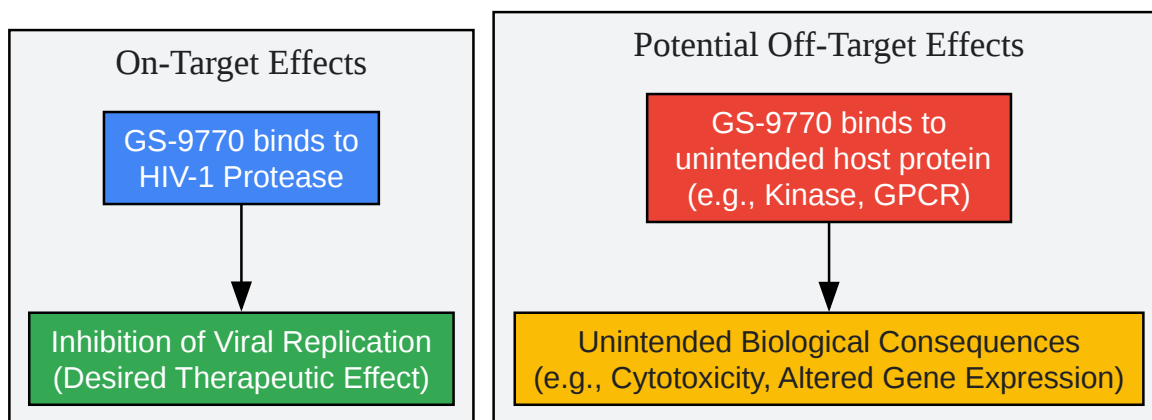 On-Target Effects
GS-9770 binds to
HIV-1 Protease
Inhibition of Viral Replication
(Desired Therapeutic Effect)
Potential Off-Target Effects
GS-9770 binds to
unintended host protein
(e.g., Kinase, GPCR)
Unintended Biological Consequences
(e.g., Cytotoxicity, Altered Gene Expression)